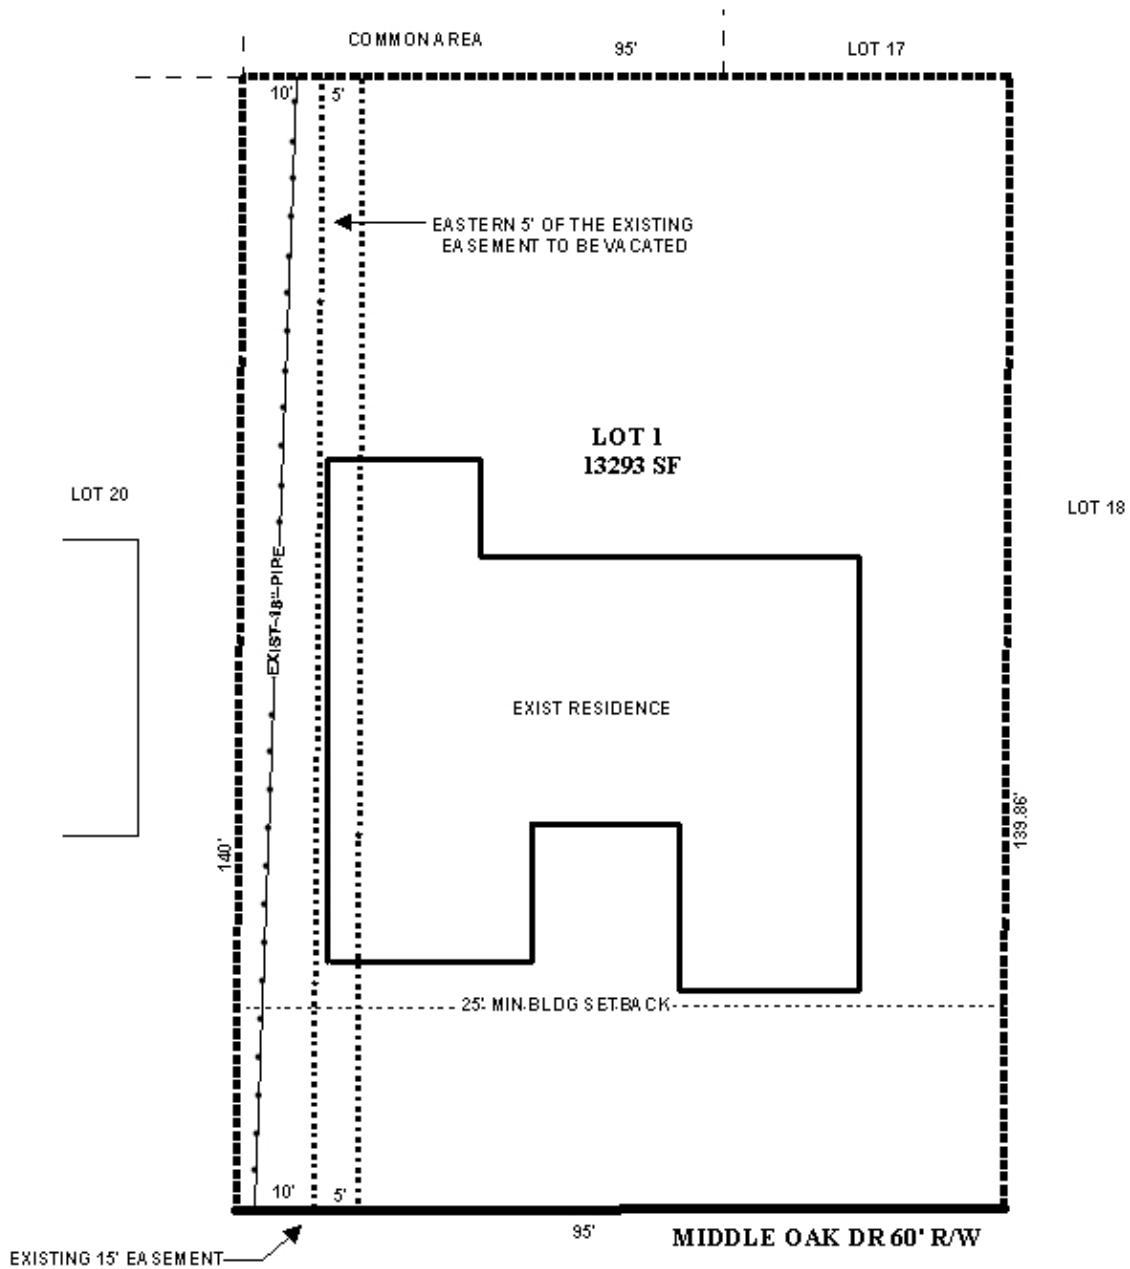 COMMON AREA
95'
LOT 17
10'
5'
EASTERN 5' OF THE EXISTING
EASEMENT TO BE VACATED
LOT 1
13293 SF
LOT 20
LOT 18
EXIST 18" PIPE
EXIST RESIDENCE
140'
139.86'
25' MIN BLDG SETBACK
10'
5'
95'
MIDDLE OAK DR 60' R/W
EXISTING 15' EASEMENT